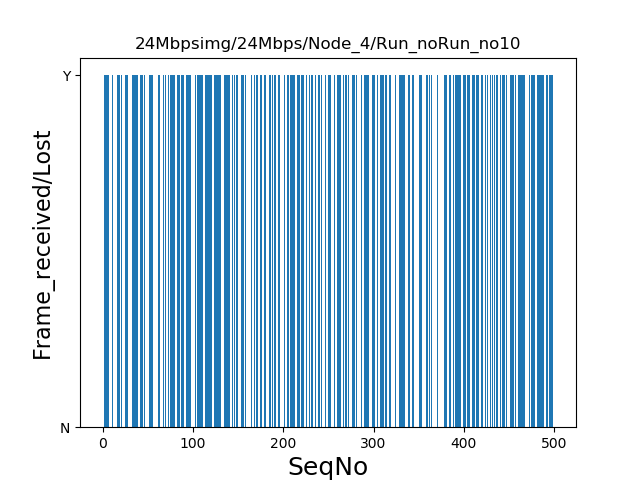 24Mbpsimg/24Mbps/Node_4/Run_noRun_no10
Y
Frame_received/Lost
N
0 100 200 300 400 500
SeqNo